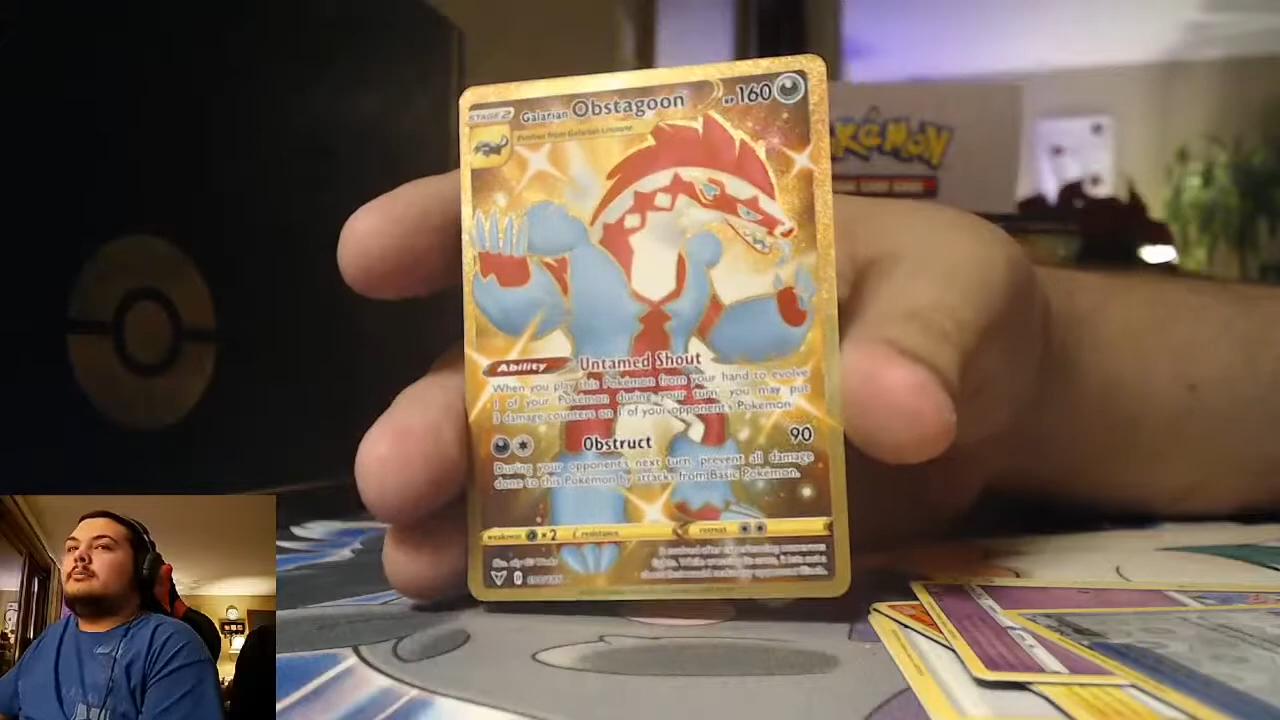 STAGE 2 Galarian Obstagoon HP 160
Evolves from Galarian Linoone
POKéMON
Ability Untamed Shout
When you play this Pokémon from your hand to evolve
1 of your Pokémon during your turn, you may put
3 damage counters on 1 of your opponent's Pokémon.
Obstruct 90
During your opponent's next turn, prevent all damage
done to this Pokémon by attacks from Basic Pokémon.
weakness ×2 resistance retreat